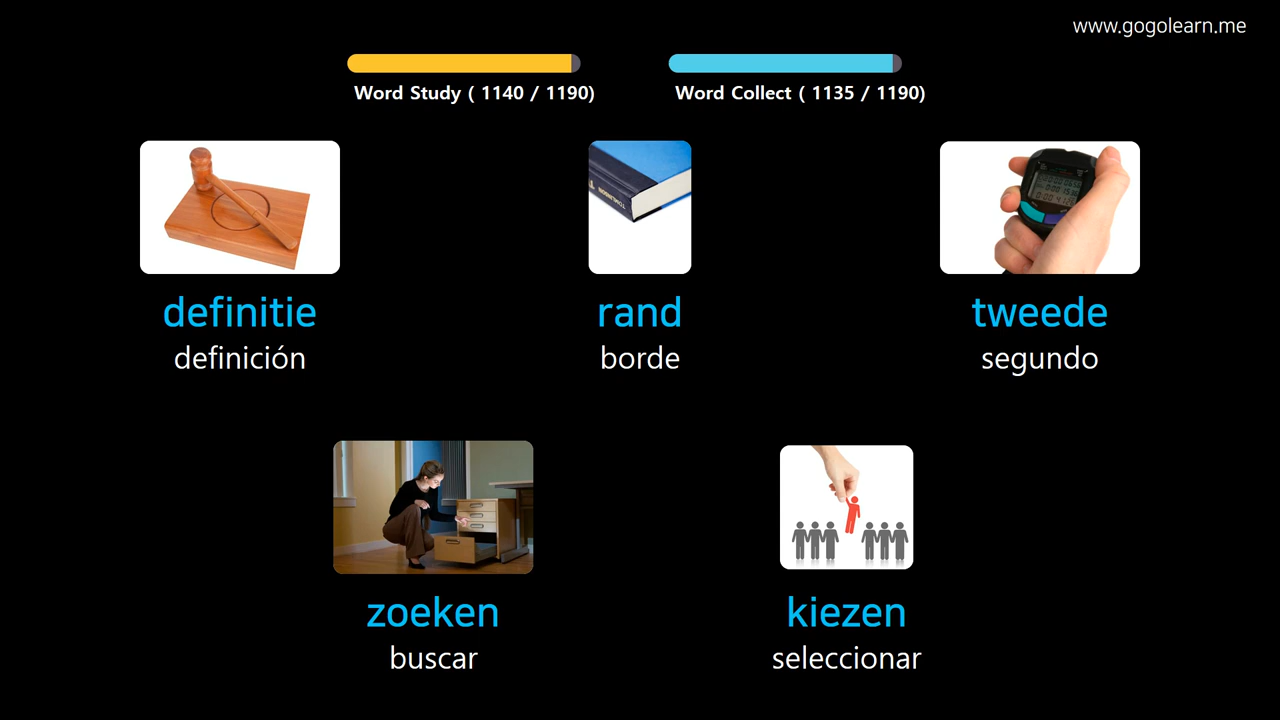 www.gogolearn.me
Word Study ( 1140 / 1190)
Word Collect ( 1135 / 1190)
definitie
definición
rand
borde
tweede
segundo
zoeken
buscar
kiezen
seleccionar